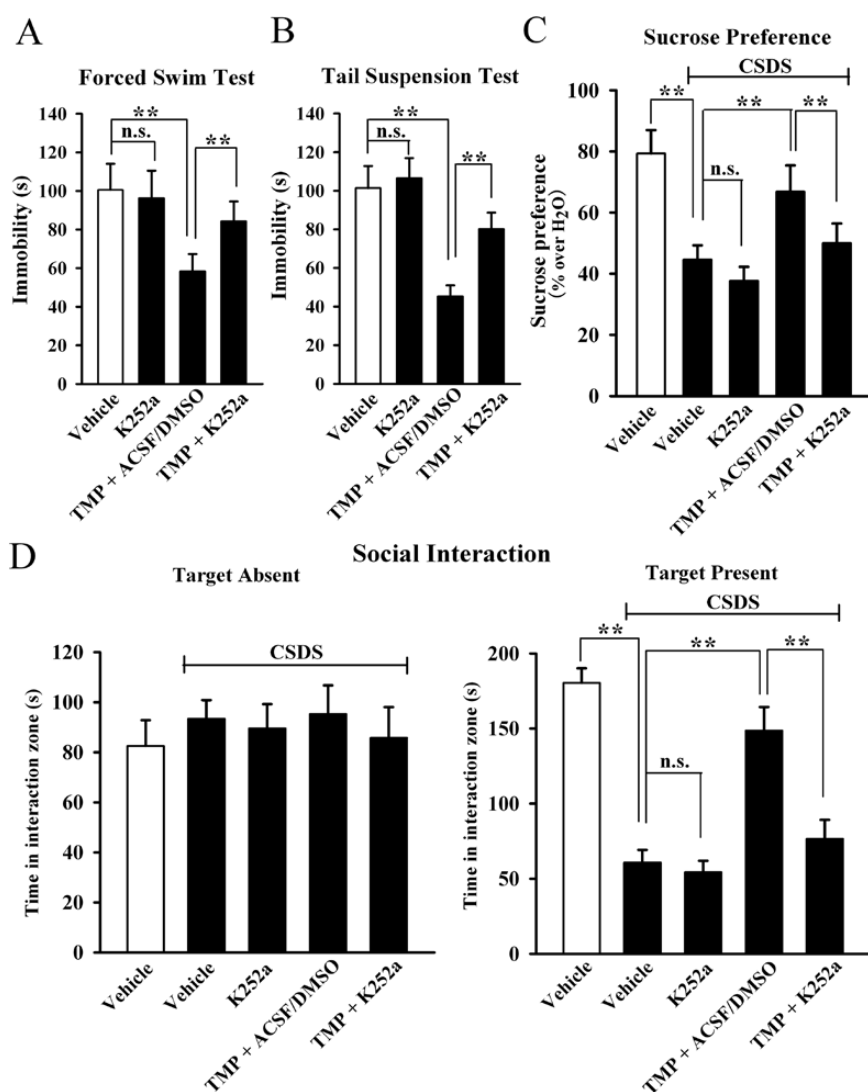 A
Forced Swim Test
Immobility (s)
140
120
100
80
60
40
20
0
**
n.s.
**
Vehicle
K252a
TMP + ACSF/DMSO
TMP + K252a
B
Tail Suspension Test
Immobility (s)
140
120
100
80
60
40
20
0
**
n.s.
**
Vehicle
K252a
TMP + ACSF/DMSO
TMP + K252a
C
Sucrose Preference
CSDS
Sucrose preference
(% over H₂O)
100
80
60
40
20
0
**
**
**
n.s.
Vehicle
Vehicle
K252a
TMP + ACSF/DMSO
TMP + K252a
D
Social Interaction
Target Absent
CSDS
Time in interaction zone (s)
120
100
80
60
40
20
0
Vehicle
Vehicle
K252a
TMP + ACSF/DMSO
TMP + K252a
Target Present
CSDS
Time in interaction zone (s)
200
150
100
50
0
**
**
**
n.s.
Vehicle
Vehicle
K252a
TMP + ACSF/DMSO
TMP + K252a